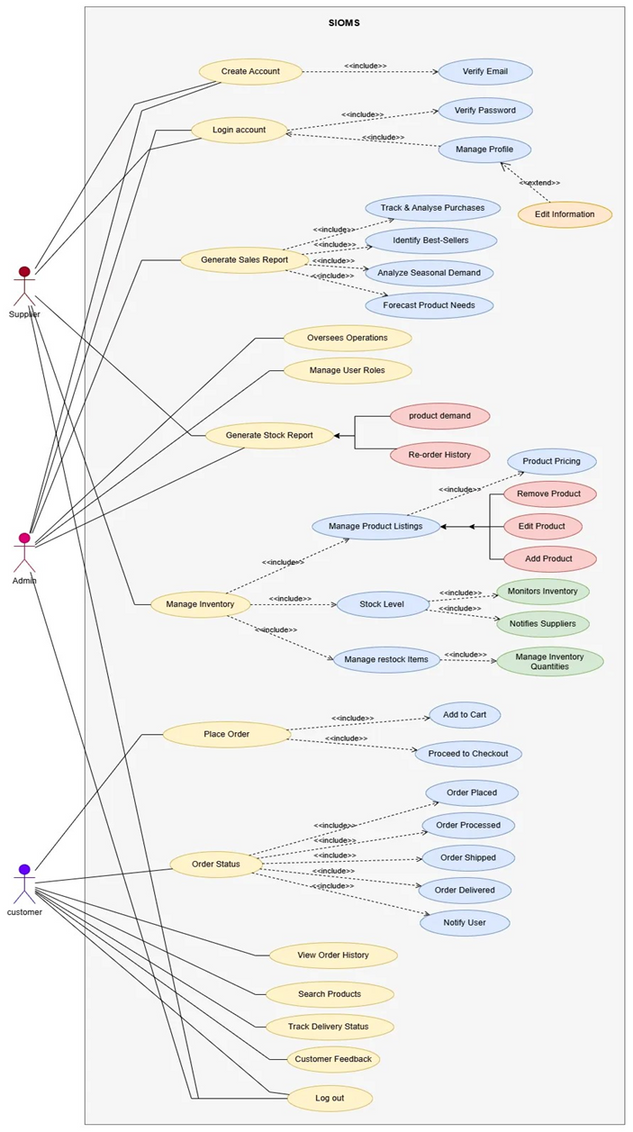 SIOMS
Create Account
<<include>>
Verify Email
Login account
<<include>>
Verify Password
<<include>>
Manage Profile
<<extend>>
Edit Information
Generate Sales Report
<<include>>
Track & Analyse Purchases
<<include>>
Identify Best-Sellers
<<include>>
Analyze Seasonal Demand
<<include>>
Forecast Product Needs
Supplier
Oversees Operations
Manage User Roles
Generate Stock Report
product demand
Re-order History
Product Pricing
<<include>>
Remove Product
Manage Product Listings
Edit Product
Add Product
Admin
<<include>>
Manage Inventory
<<include>>
Stock Level
<<include>>
Monitors Inventory
<<include>>
Notifies Suppliers
<<include>>
Manage restock Items
<<include>>
Manage Inventory
Quantities
Place Order
<<include>>
Add to Cart
<<include>>
Proceed to Checkout
Order Status
<<include>>
Order Placed
<<include>>
Order Processed
<<include>>
Order Shipped
<<include>>
Order Delivered
<<include>>
Notify User
customer
View Order History
Search Products
Track Delivery Status
Customer Feedback
Log out